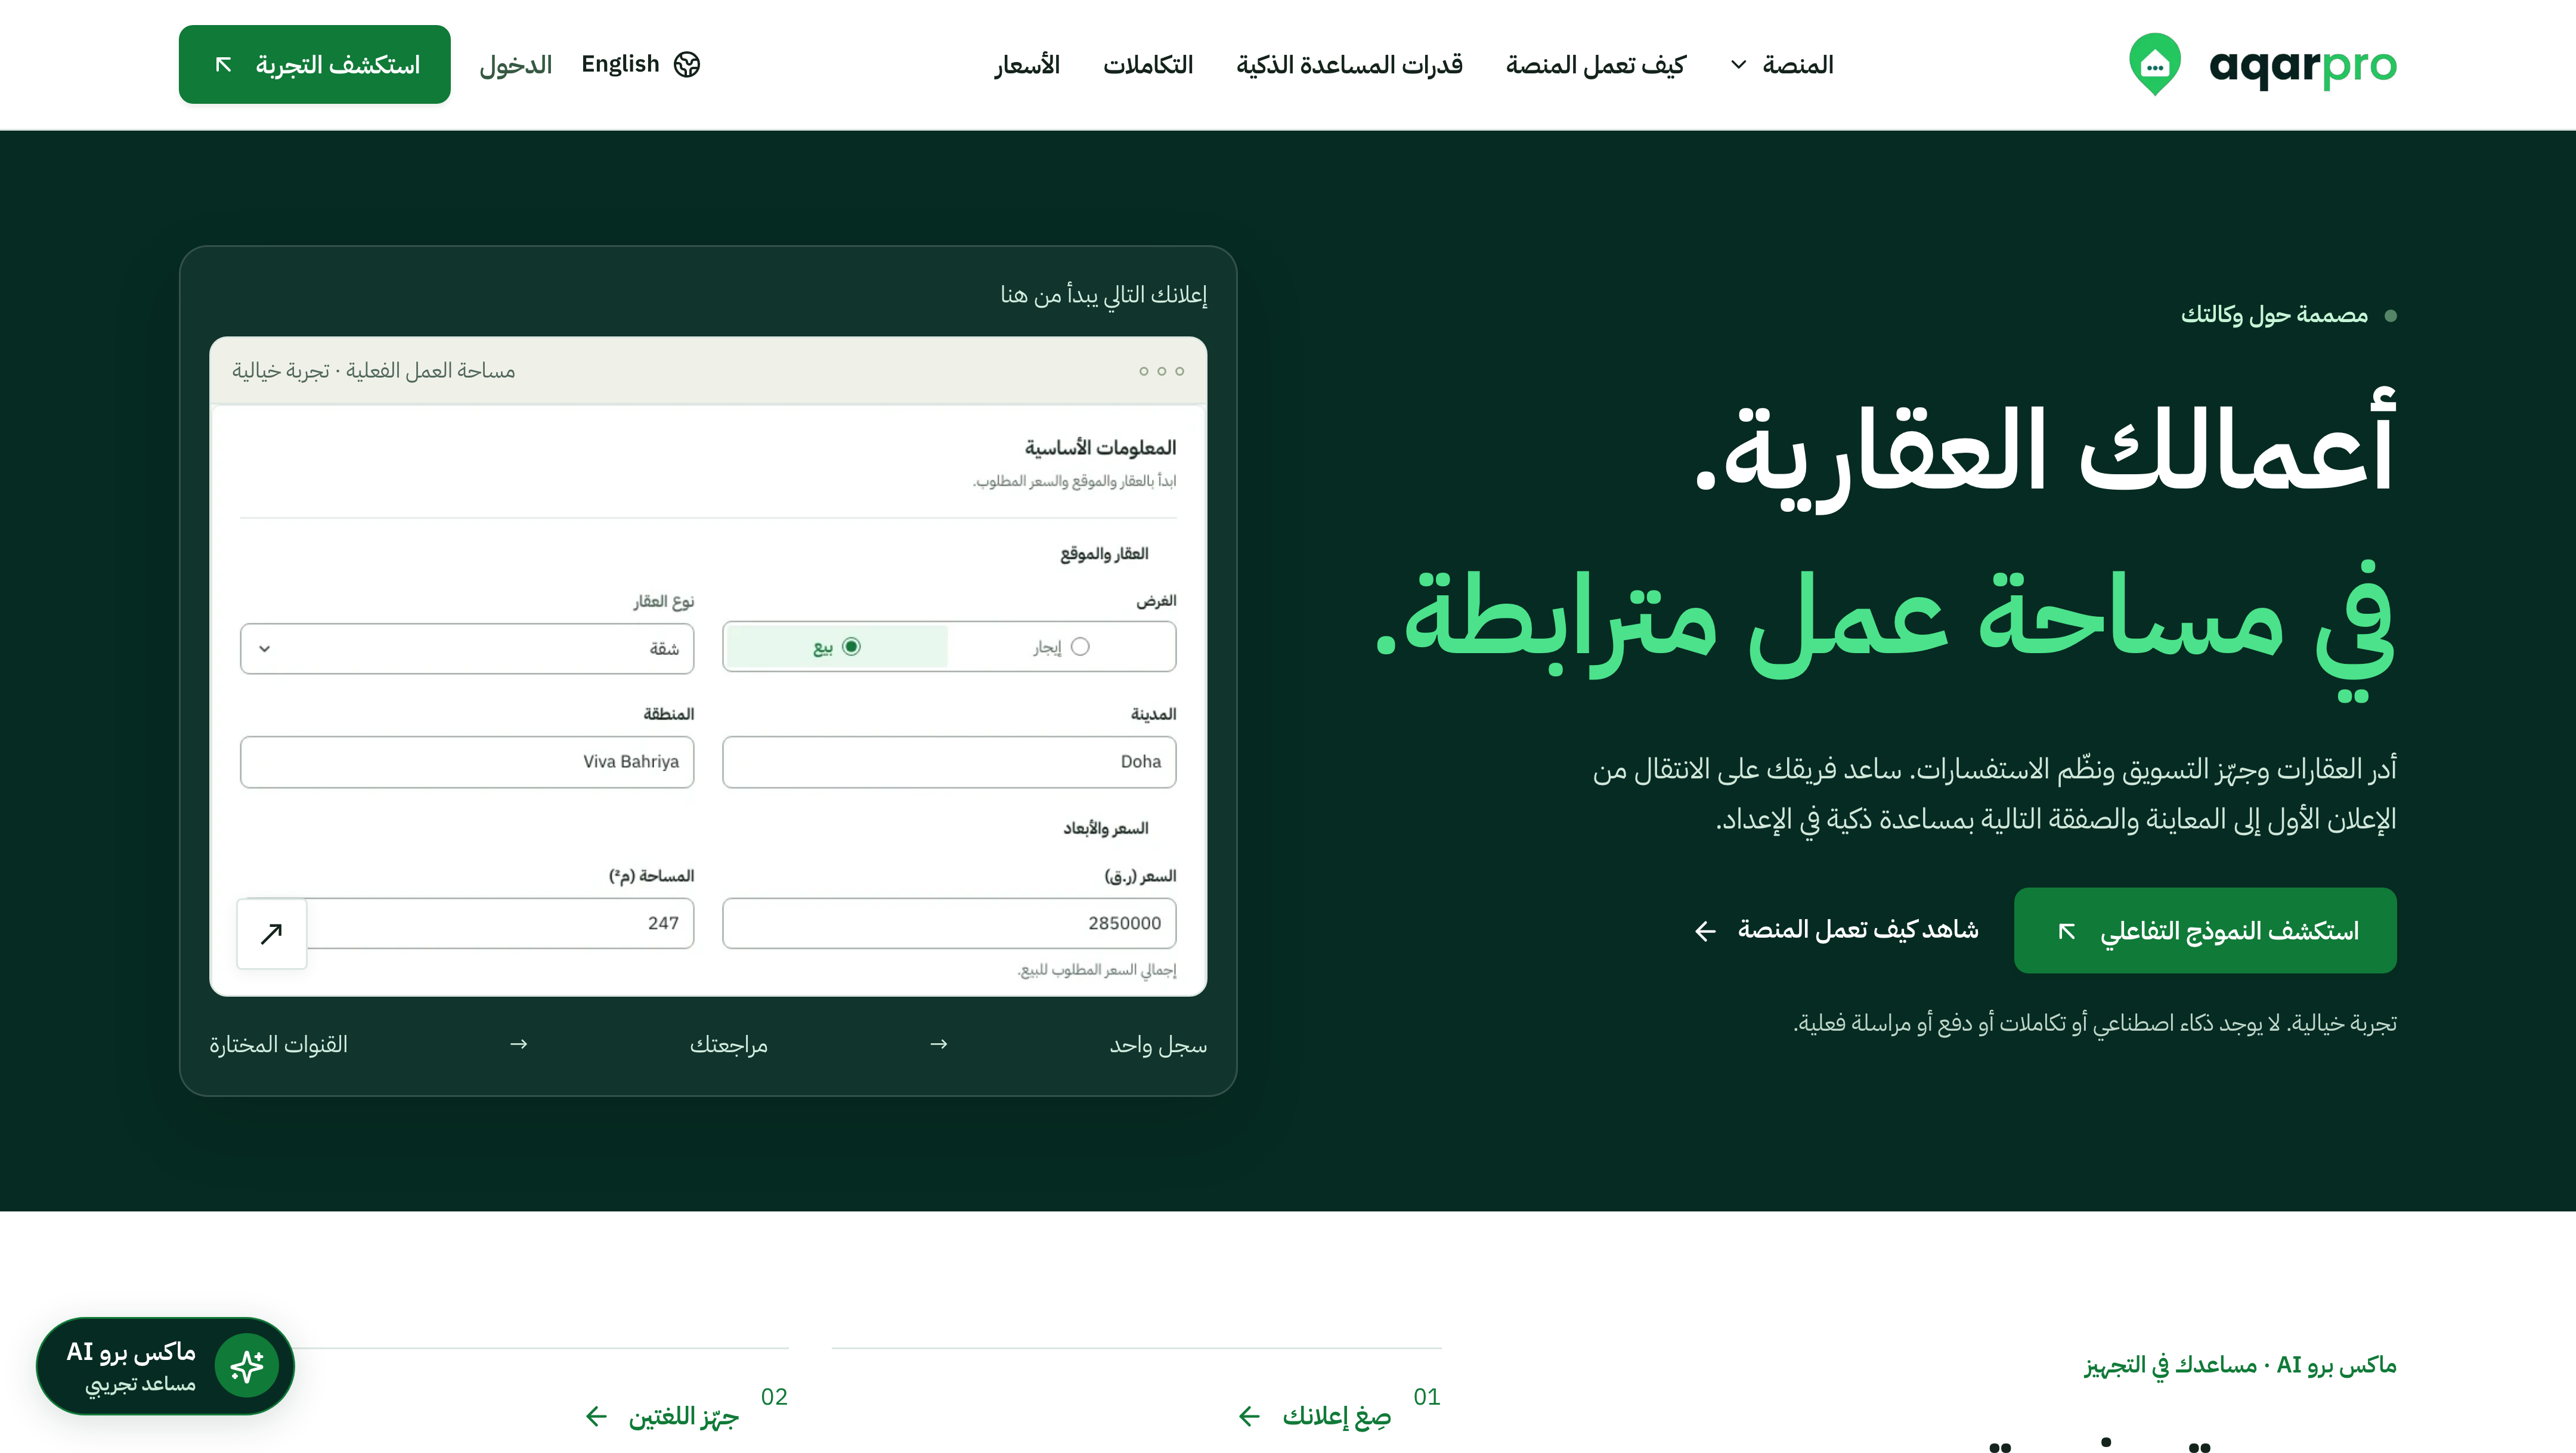 aqarpro
المنصة
كيف تعمل المنصة
قدرات المساعدة الذكية
التكاملات
الأسعار
English
الدخول
استكشف التجربة
مصممة حول وكالتك
أعمالك العقارية.
في مساحة عمل مترابطة.
أدر العقارات وجهّز التسويق ونظّم الاستفسارات. ساعد فريقك على الانتقال من
الإعلان الأول إلى المعاينة والصفقة التالية بمساعدة ذكية في الإعداد.
استكشف النموذج التفاعلي
شاهد كيف تعمل المنصة
تجربة خيالية. لا يوجد ذكاء اصطناعي أو تكاملات أو دفع أو مراسلة فعلية.
إعلانك التالي يبدأ من هنا
مساحة العمل الفعلية · تجربة خيالية
المعلومات الأساسية
ابدأ بالعقار والموقع والسعر المطلوب.
العقار والموقع
الغرض
نوع العقار
إيجار
بيع
شقة
المدينة
المنطقة
Doha
Viva Bahriya
السعر والأبعاد
السعر (ر.ق)
المساحة (م²)
2850000
247
إجمالي السعر المطلوب للبيع.
سجل واحد → مراجعتك → القنوات المختارة
ماكس برو AI · مساعدك في التجهيز
01
صِغ إعلانك
02
جهّز اللغتين
ماكس برو AI
مساعد تجريبي